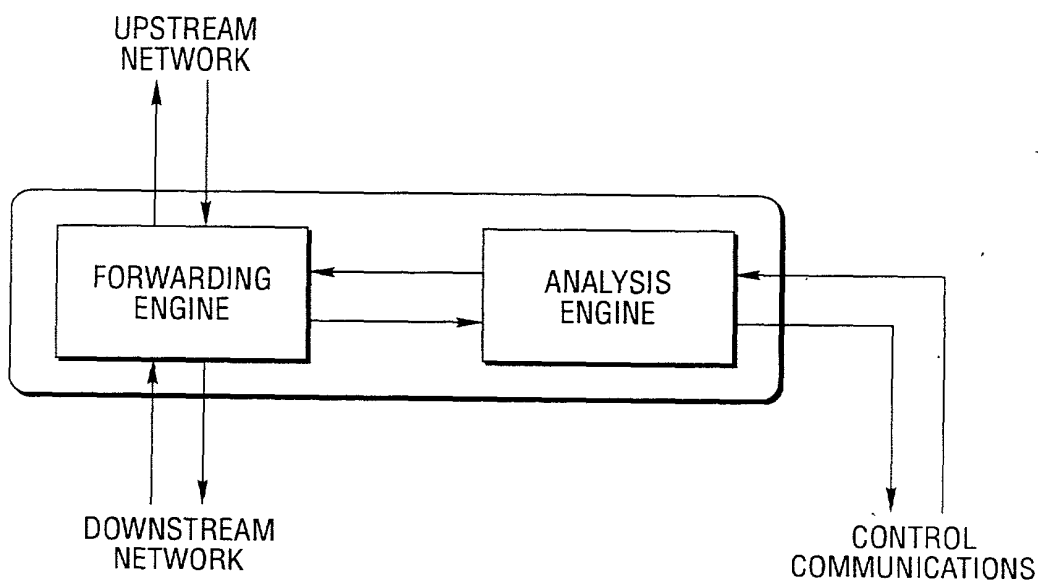 UPSTREAM
NETWORK
FORWARDING
ENGINE
ANALYSIS
ENGINE
DOWNSTREAM
NETWORK
CONTROL
COMMUNICATIONS